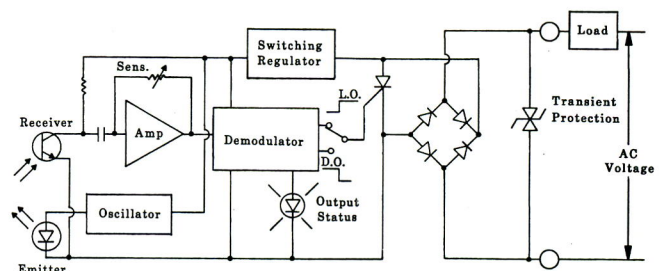 Switching
Regulator
Sens.
L.O.
Load
Receiver
Amp
Demodulator
Transient
Protection
AC
Voltage
D.O.
Oscillator
Output
Status
Emitter